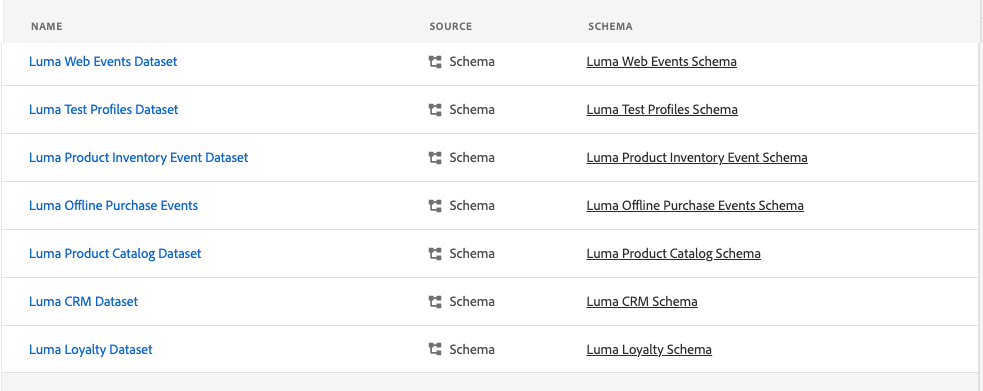 NAME SOURCE SCHEMA
Luma Web Events Dataset Schema Luma Web Events Schema
Luma Test Profiles Dataset Schema Luma Test Profiles Schema
Luma Product Inventory Event Dataset Schema Luma Product Inventory Event Schema
Luma Offline Purchase Events Schema Luma Offline Purchase Events Schema
Luma Product Catalog Dataset Schema Luma Product Catalog Schema
Luma CRM Dataset Schema Luma CRM Schema
Luma Loyalty Dataset Schema Luma Loyalty Schema